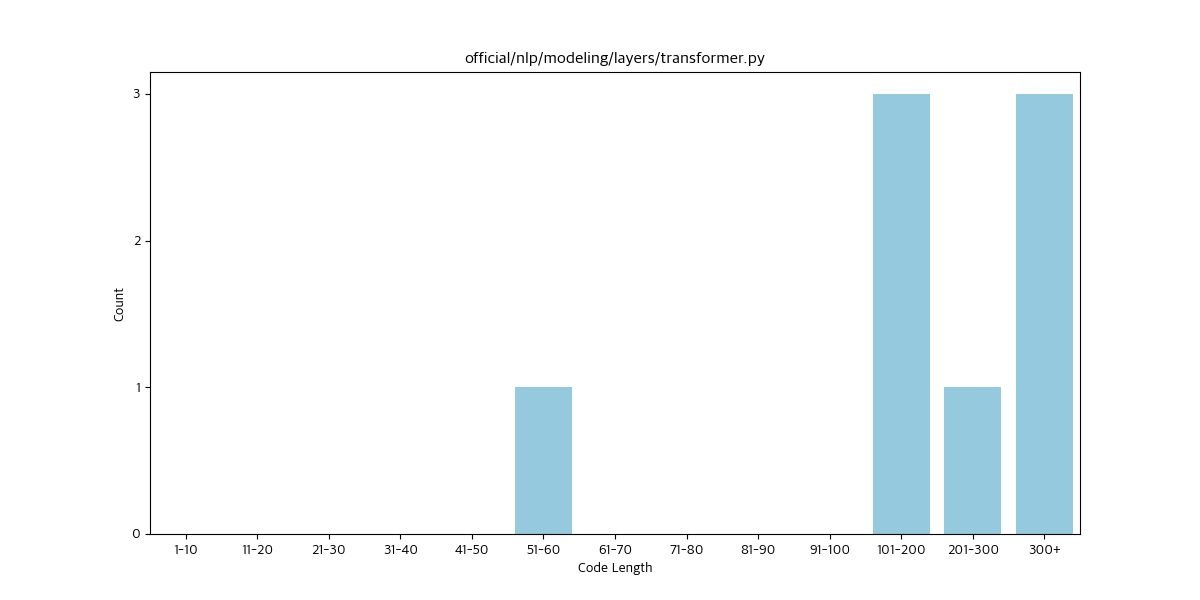 official/nlp/modeling/layers/transformer.py
3
2
1
0
Count
1-10 11-20 21-30 31-40 41-50 51-60 61-70 71-80 81-90 91-100 101-200 201-300 300+
Code Length